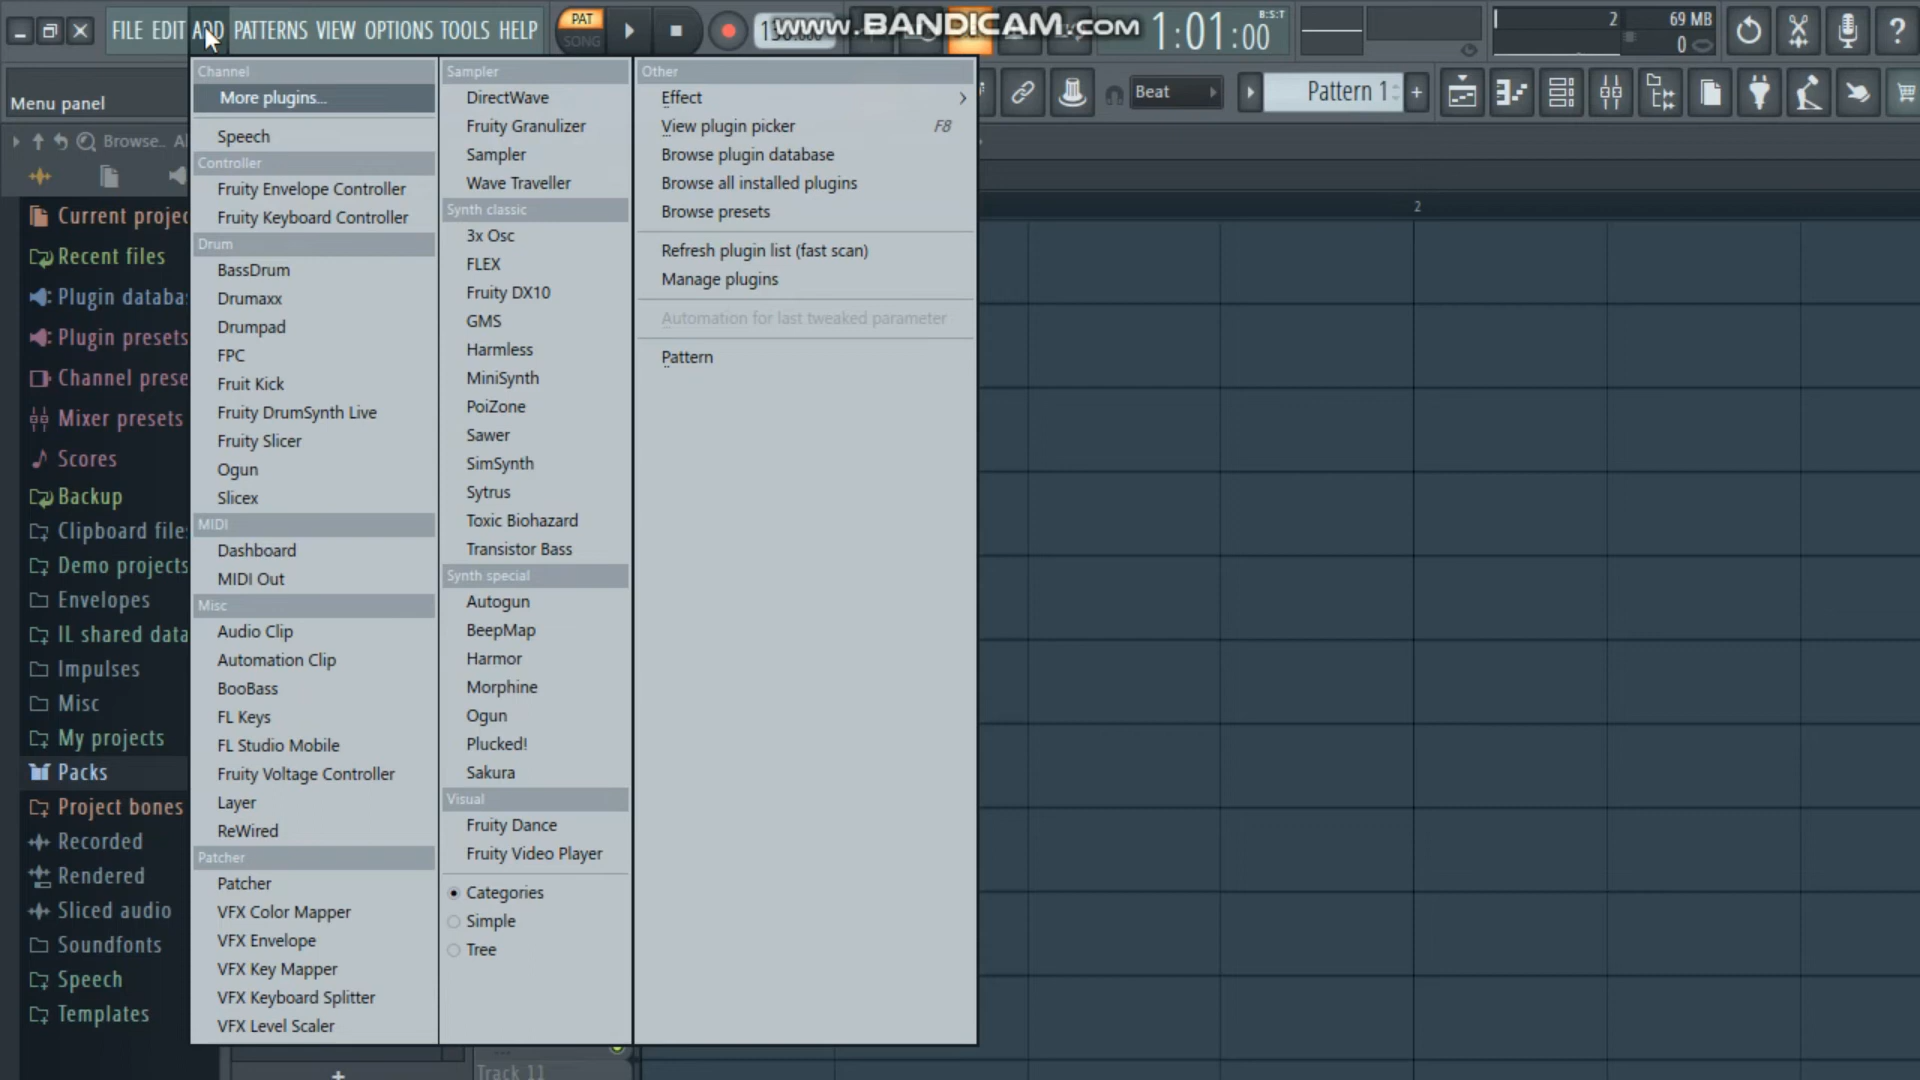 FILE EDIT ADD PATTERNS VIEW OPTIONS TOOLS HELP
PAT
SONG
www.BANDICAM.com
1:01:00
B:S:T
2
69 MB
0
Menu panel
Beat
Pattern 1
+
Browse..
2
Current projec
Recent files
Plugin databa
Plugin presets
Channel prese
Mixer presets
Scores
Backup
Clipboard file
Demo projects
Envelopes
IL shared data
Impulses
Misc
My projects
Packs
Project bones
Recorded
Rendered
Sliced audio
Soundfonts
Speech
Templates
Channel
More plugins...
Speech
Controller
Fruity Envelope Controller
Fruity Keyboard Controller
Drum
BassDrum
Drumaxx
Drumpad
FPC
Fruit Kick
Fruity DrumSynth Live
Fruity Slicer
Ogun
Slicex
MIDI
Dashboard
MIDI Out
Misc
Audio Clip
Automation Clip
BooBass
FL Keys
FL Studio Mobile
Fruity Voltage Controller
Layer
ReWired
Patcher
Patcher
VFX Color Mapper
VFX Envelope
VFX Key Mapper
VFX Keyboard Splitter
VFX Level Scaler
Sampler
DirectWave
Fruity Granulizer
Sampler
Wave Traveller
Synth classic
3x Osc
FLEX
Fruity DX10
GMS
Harmless
MiniSynth
PoiZone
Sawer
SimSynth
Sytrus
Toxic Biohazard
Transistor Bass
Synth special
Autogun
BeepMap
Harmor
Morphine
Ogun
Plucked!
Sakura
Visual
Fruity Dance
Fruity Video Player
Categories
Simple
Tree
Other
Effect
View plugin picker F8
Browse plugin database
Browse all installed plugins
Browse presets
Refresh plugin list (fast scan)
Manage plugins
Automation for last tweaked parameter
Pattern
Track 11
+